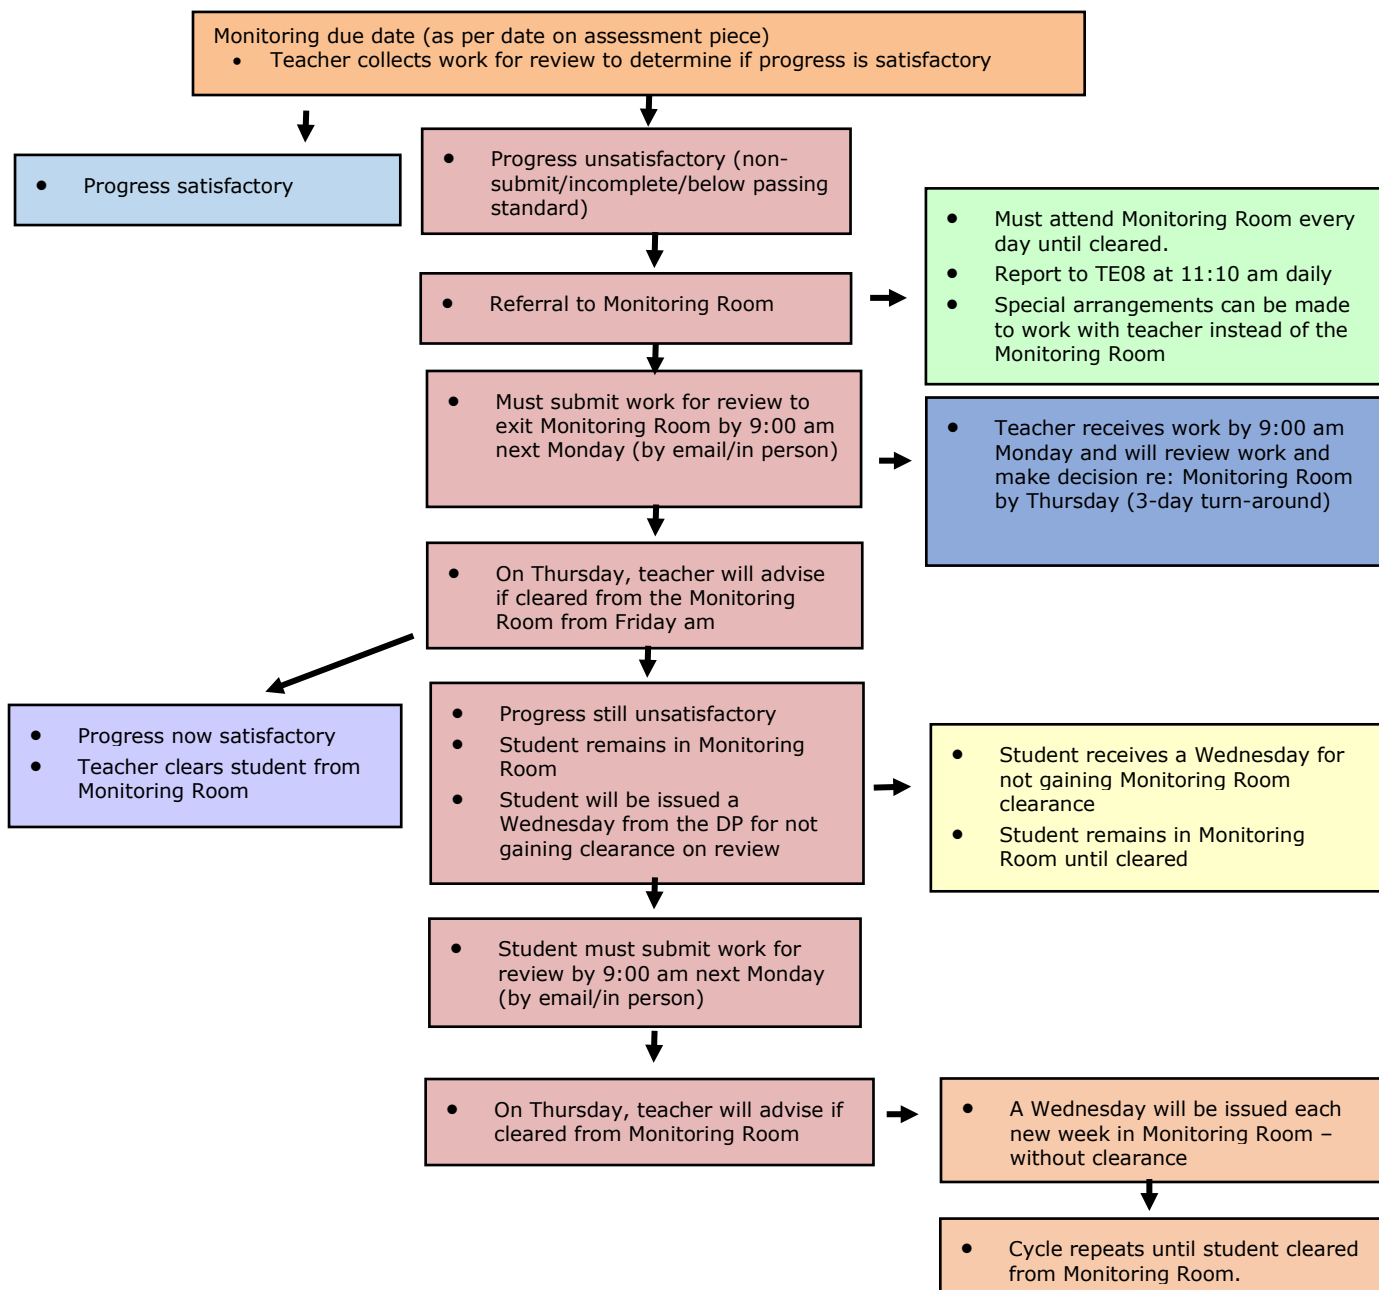 Monitoring due date (as per date on assessment piece)
• Teacher collects work for review to determine if progress is satisfactory
• Progress satisfactory
• Progress unsatisfactory (non-
submit/incomplete/below passing
standard)
• Referral to Monitoring Room
• Must attend Monitoring Room every
day until cleared.
• Report to TE08 at 11:10 am daily
• Special arrangements can be made
to work with teacher instead of the
Monitoring Room
• Must submit work for review to
exit Monitoring Room by 9:00 am
next Monday (by email/in person)
• Teacher receives work by 9:00 am
Monday and will review work and
make decision re: Monitoring Room
by Thursday (3-day turn-around)
• On Thursday, teacher will advise
if cleared from the Monitoring
Room from Friday am
• Progress now satisfactory
• Teacher clears student from
Monitoring Room
• Progress still unsatisfactory
• Student remains in Monitoring
Room
• Student will be issued a
Wednesday from the DP for not
gaining clearance on review
• Student receives a Wednesday for
not gaining Monitoring Room
clearance
• Student remains in Monitoring
Room until cleared
• Student must submit work for
review by 9:00 am next Monday
(by email/in person)
• On Thursday, teacher will advise if
cleared from Monitoring Room
• A Wednesday will be issued each
new week in Monitoring Room –
without clearance
• Cycle repeats until student cleared
from Monitoring Room.